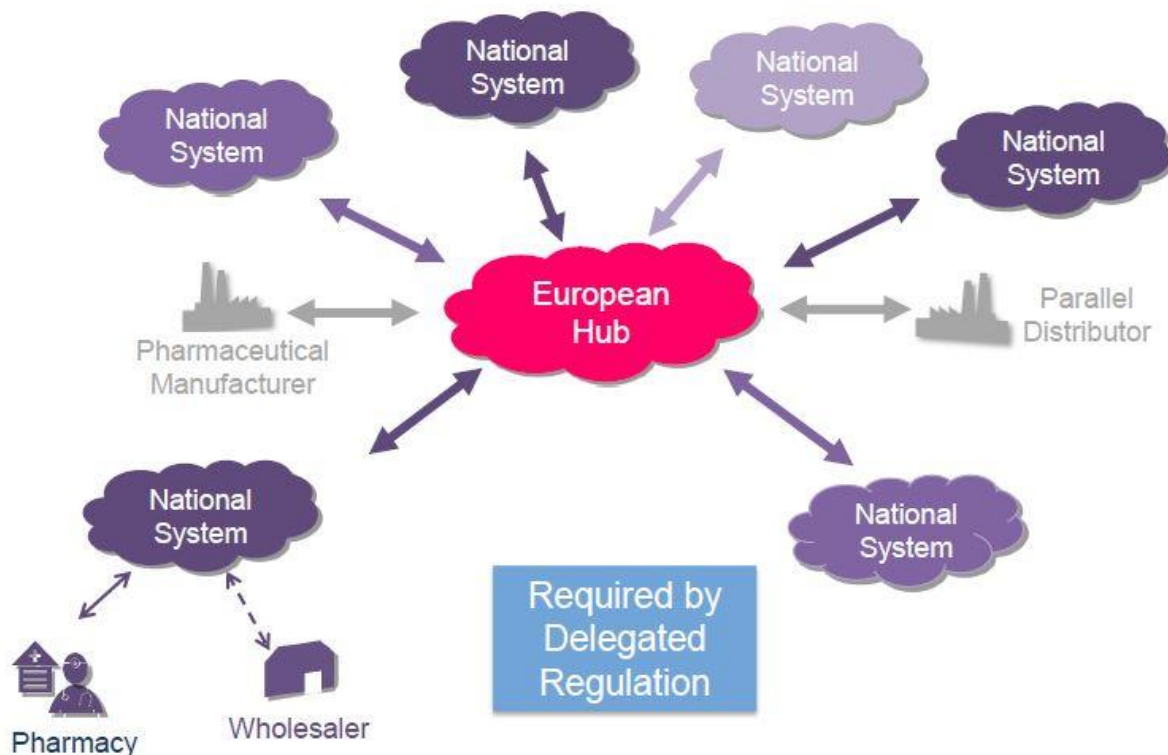 National
System
National
System
National
System
National
System
European
Hub
Pharmaceutical
Manufacturer
Parallel
Distributor
National
System
National
System
Required by
Delegated
Regulation
Pharmacy
Wholesaler